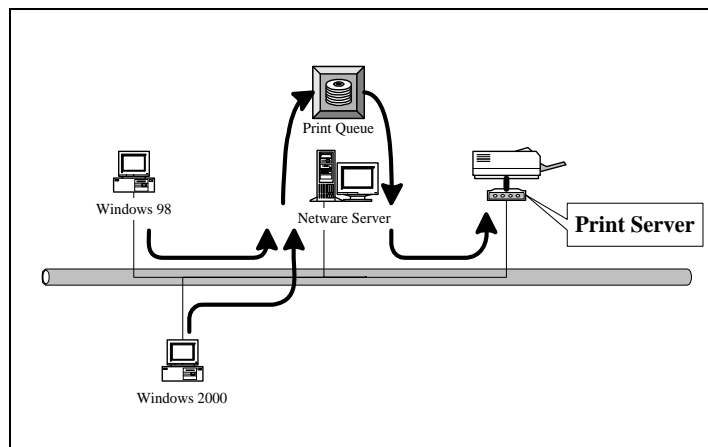 Print Queue
Windows 98
Netware Server
Print Server
Windows 2000